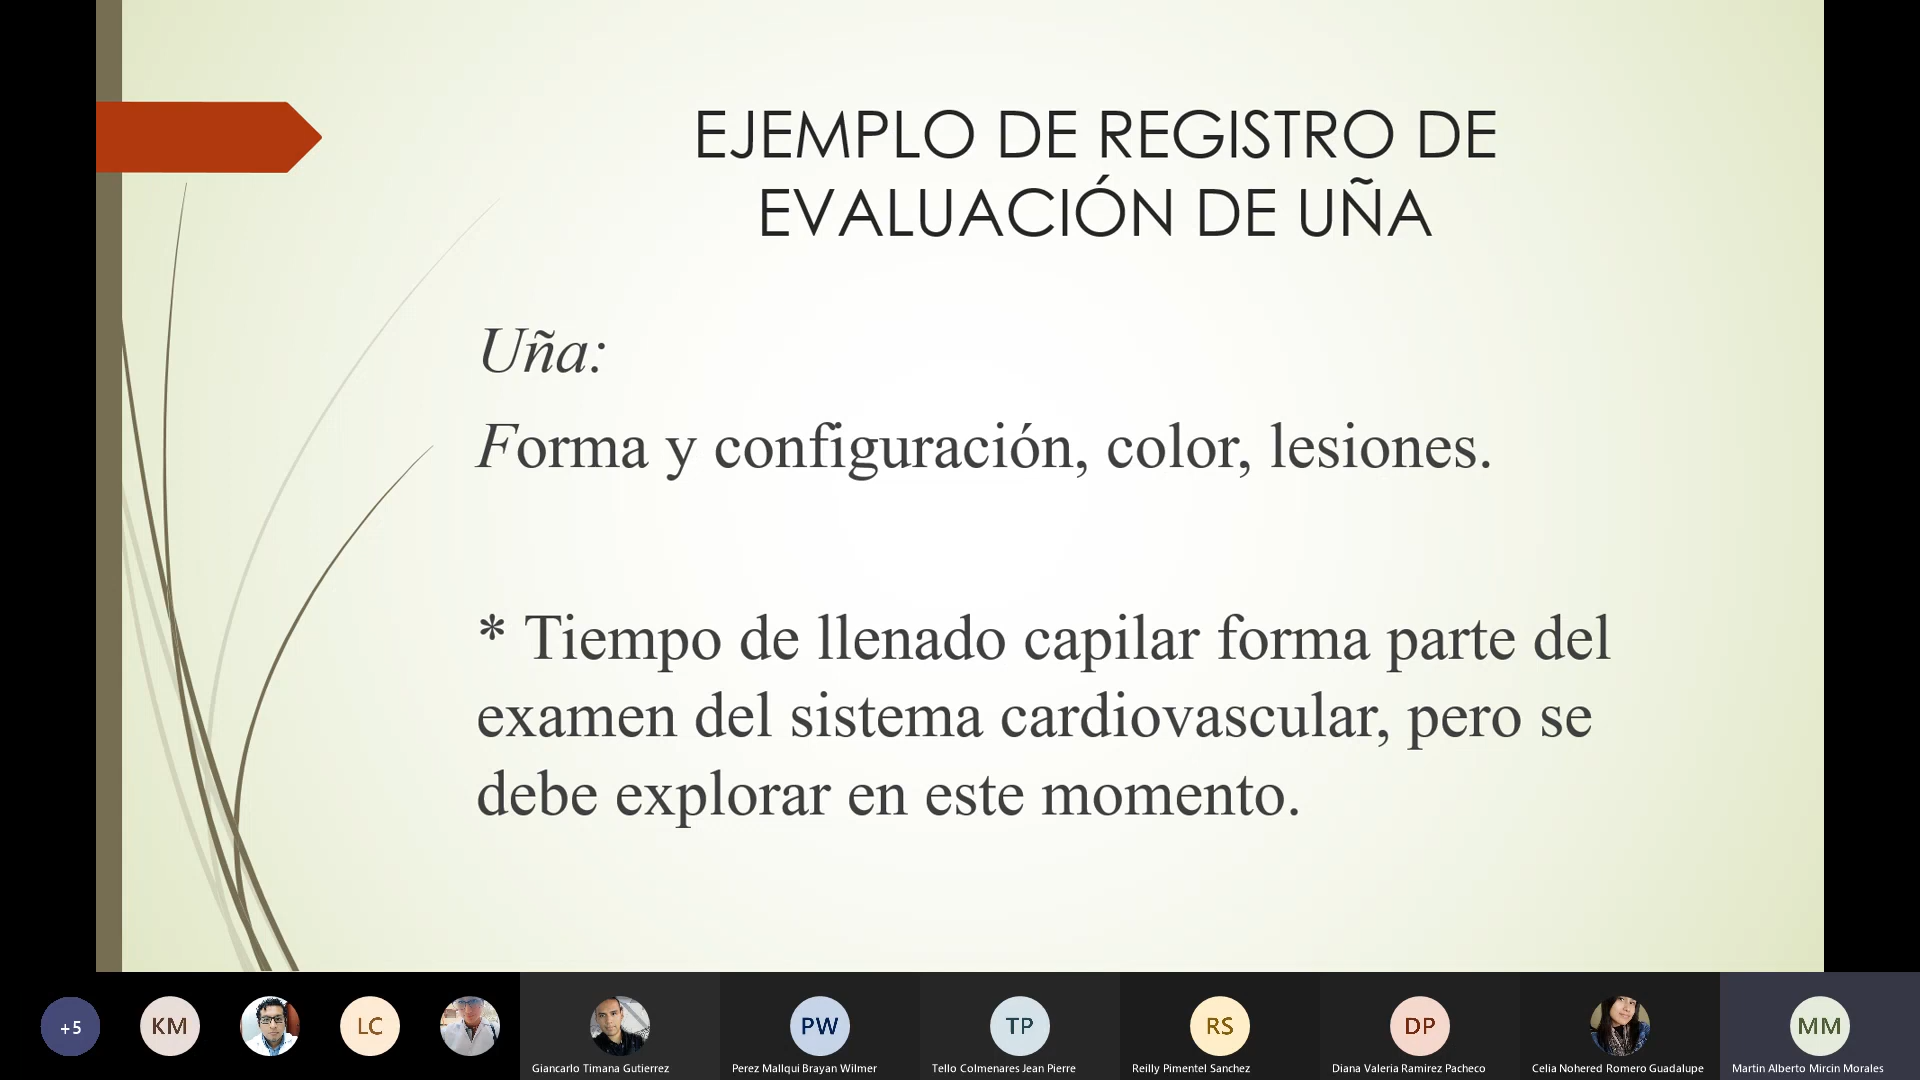 EJEMPLO DE REGISTRO DE
EVALUACIÓN DE UÑA
Uña:
Forma y configuración, color, lesiones.
* Tiempo de llenado capilar forma parte del
examen del sistema cardiovascular, pero se
debe explorar en este momento.
+5
KM
LC
PW
TP
RS
DP
MM
Giancarlo Timana Gutierrez
Perez Mallqui Brayan Wilmer
Tello Colmenares Jean Pierre
Reilly Pimentel Sanchez
Diana Valeria Ramirez Pacheco
Celia Nohered Romero Guadalupe
Martin Alberto Mircin Morales